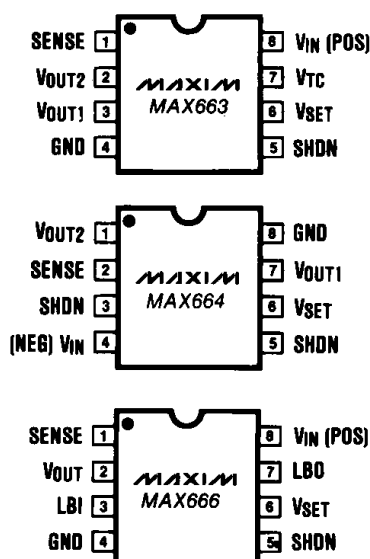 SENSE 1 8 VIN (POS)
VOUT2 2 MAXIM 7 VTC
VOUT1 3 MAX663 6 VSET
GND 4 5 SHDN
VOUT2 1 8 GND
SENSE 2 MAXIM 7 VOUT1
SHDN 3 MAX664 6 VSET
(NEG) VIN 4 5 SHDN
SENSE 1 8 VIN (POS)
VOUT 2 MAXIM 7 LBO
LBI 3 MAX666 6 VSET
GND 4 5 SHDN